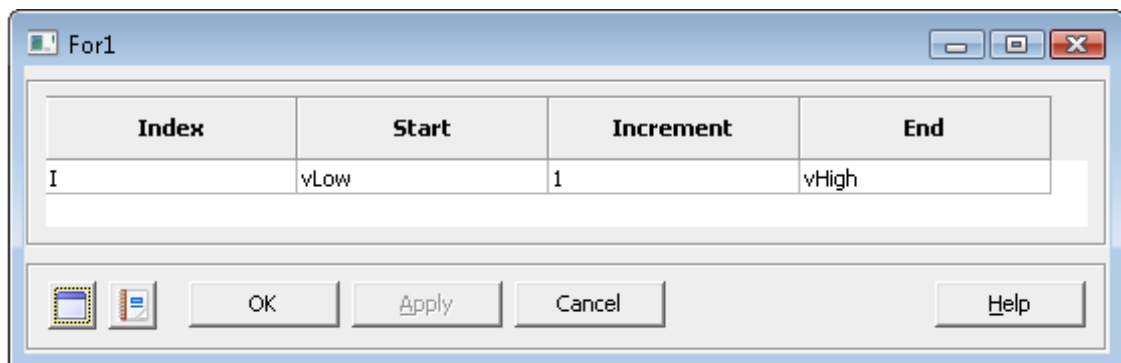 For1
Index Start Increment End
I vLow 1 vHigh
OK Apply Cancel Help